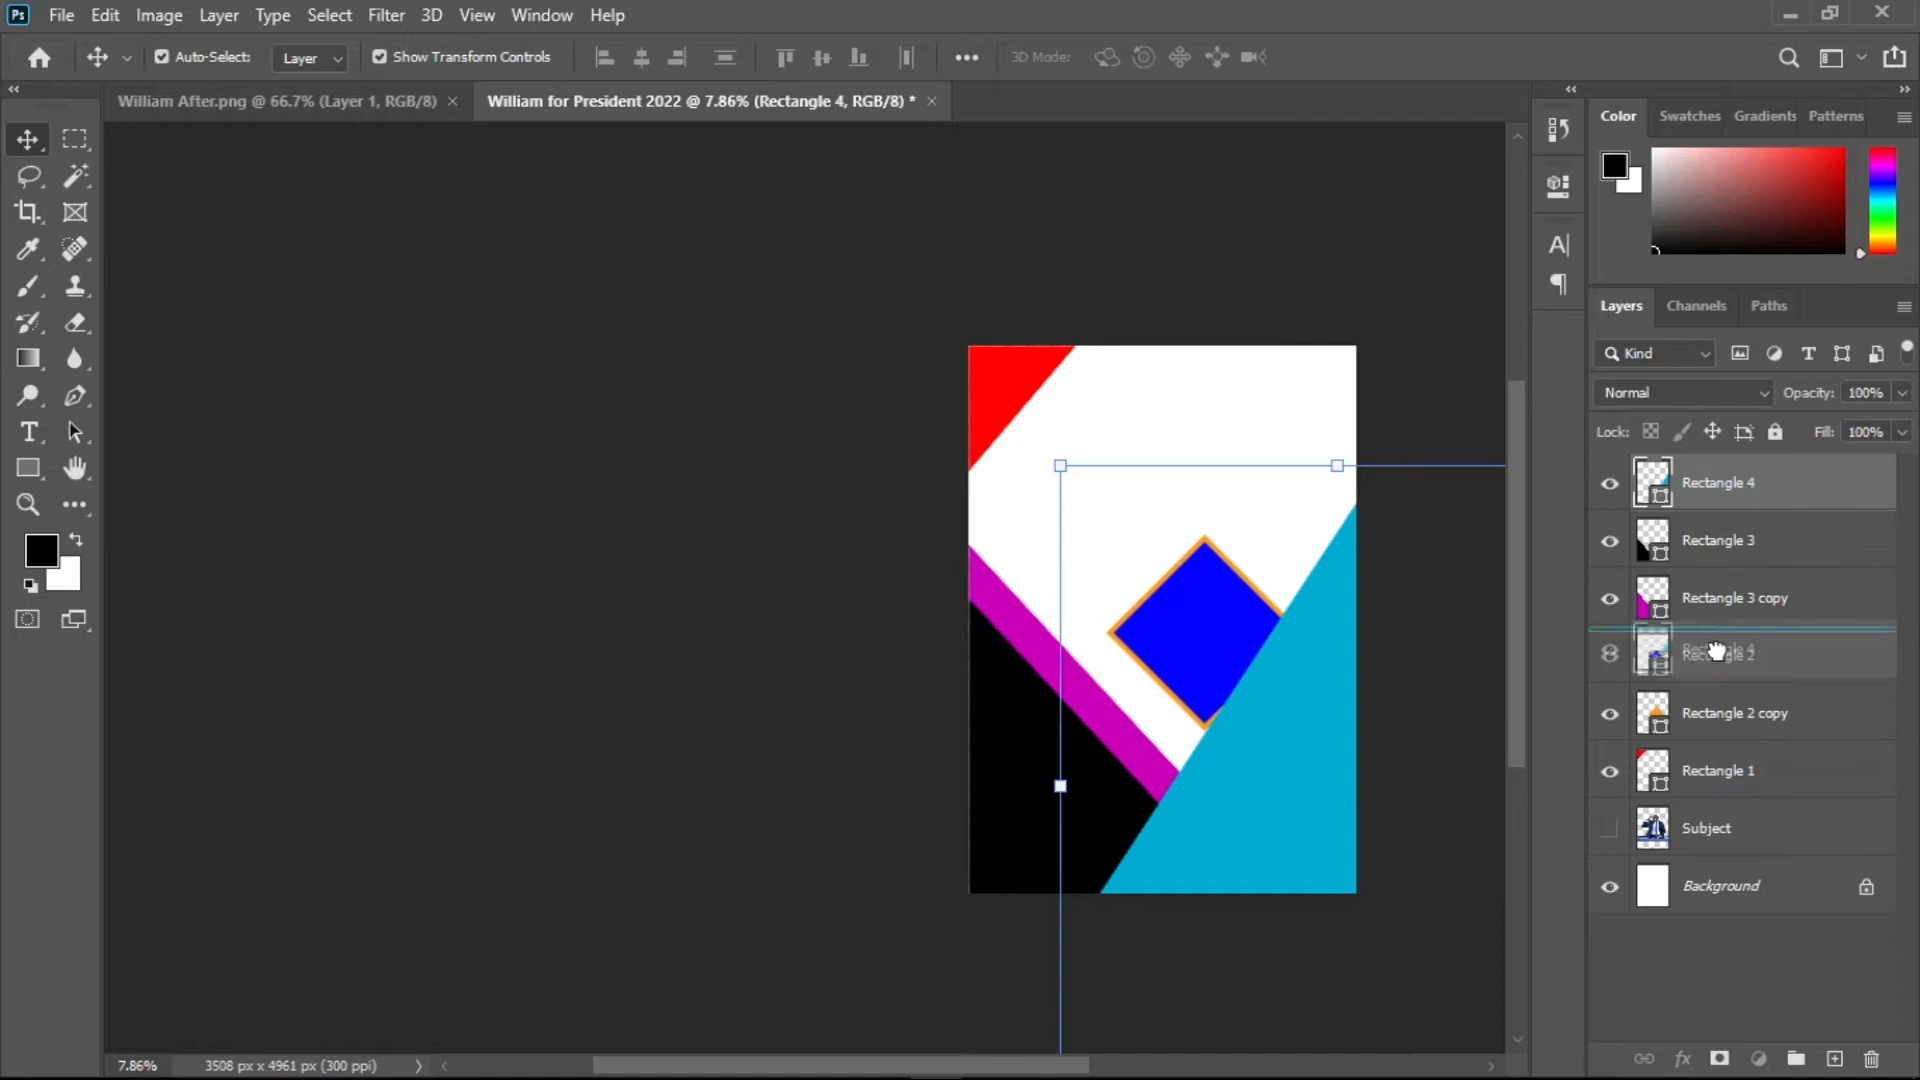 Ps File Edit Image Layer Type Select Filter 3D View Window Help
Auto-Select: Layer Show Transform Controls 3D Mode:
William After.png @ 66.7% (Layer 1, RGB/8) William for President 2022 @ 7.86% (Rectangle 4, RGB/8) *
Color Swatches Gradients Patterns
Layers Channels Paths
Kind
Normal Opacity: 100%
Lock: Fill: 100%
Rectangle 4
Rectangle 3
Rectangle 3 copy
Rectangle 4
Rectangle 2
Rectangle 2 copy
Rectangle 1
Subject
Background
7.86% 3508 px x 4961 px (300 ppi)